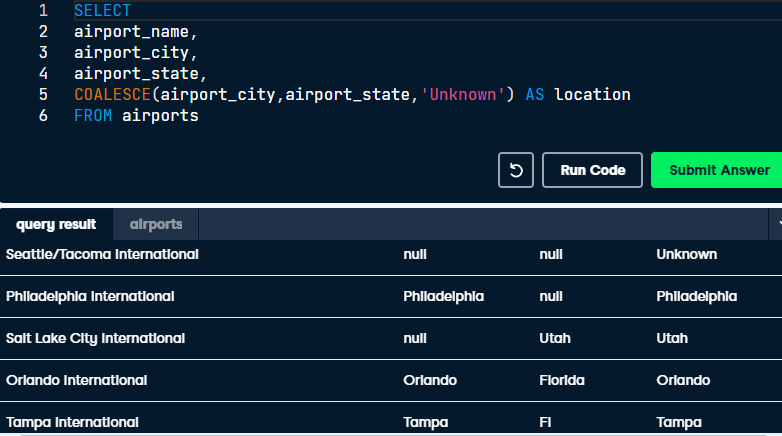 1 SELECT
2 airport_name,
3 airport_city,
4 airport_state,
5 COALESCE(airport_city,airport_state,'Unknown') AS location
6 FROM airports
Run Code Submit Answer
query result airports
Seattle/Tacoma International null null Unknown
Philadelphia International Philadelphia null Philadelphia
Salt Lake City International null Utah Utah
Orlando International Orlando Florida Orlando
Tampa International Tampa Fl Tampa